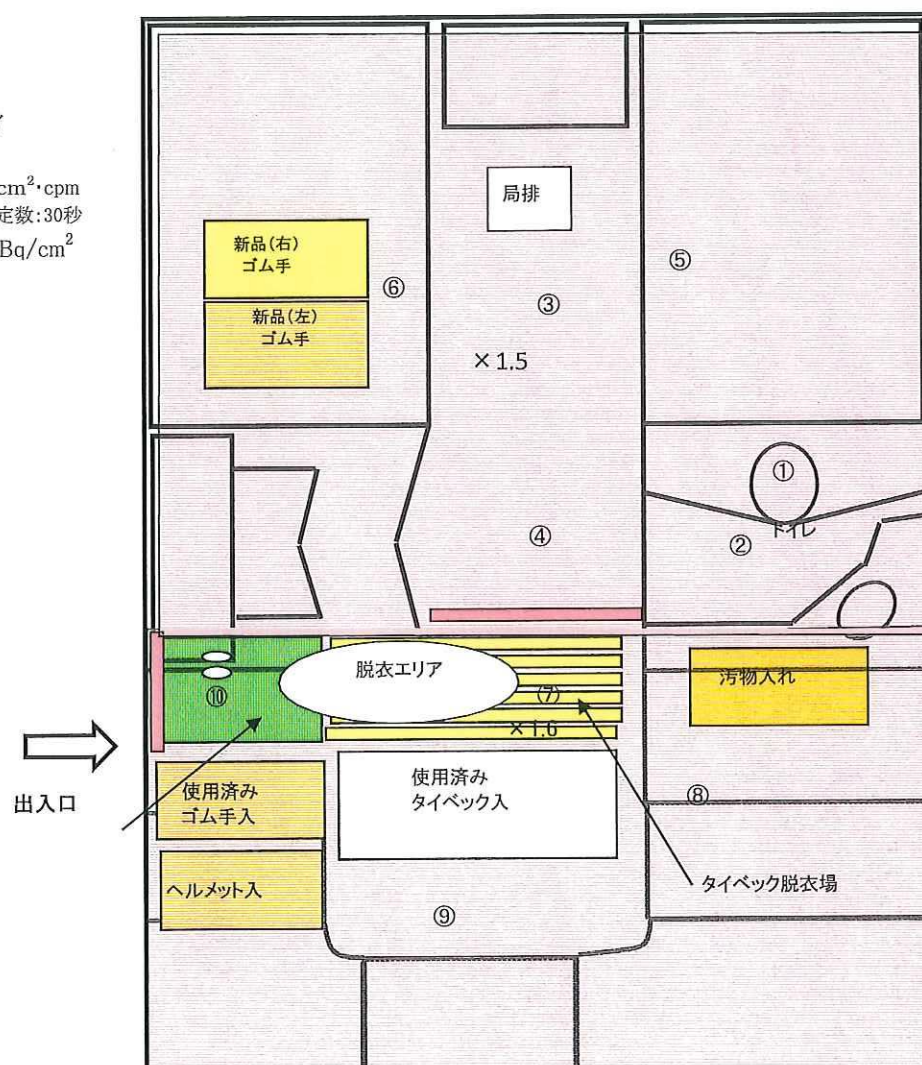 cm²・cpm
定数:30秒
Bq/cm²
局排
新品(右)
ゴム手
新品(左)
ゴム手
⑥
③
⑤
×1.5
①
トイレ
④
②
脱衣エリア
⑩
⑦
×1.6
汚物入れ
出入口
使用済み
ゴム手入
使用済み
タイベック入
⑧
ヘルメット入
タイベック脱衣場
⑨